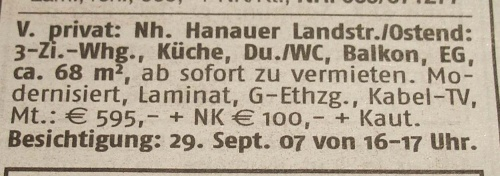 V. privat: Nh. Hanauer Landstr./Ostend:
3-Zi.-Whg., Küche, Du./WC, Balkon, EG,
ca. 68 m², ab sofort zu vermieten. Mo-
dernisiert, Laminat, G-Ethzg., Kabel-TV,
Mt.: € 595,- + NK € 100,- + Kaut.
Besichtigung: 29. Sept. 07 von 16-17 Uhr.